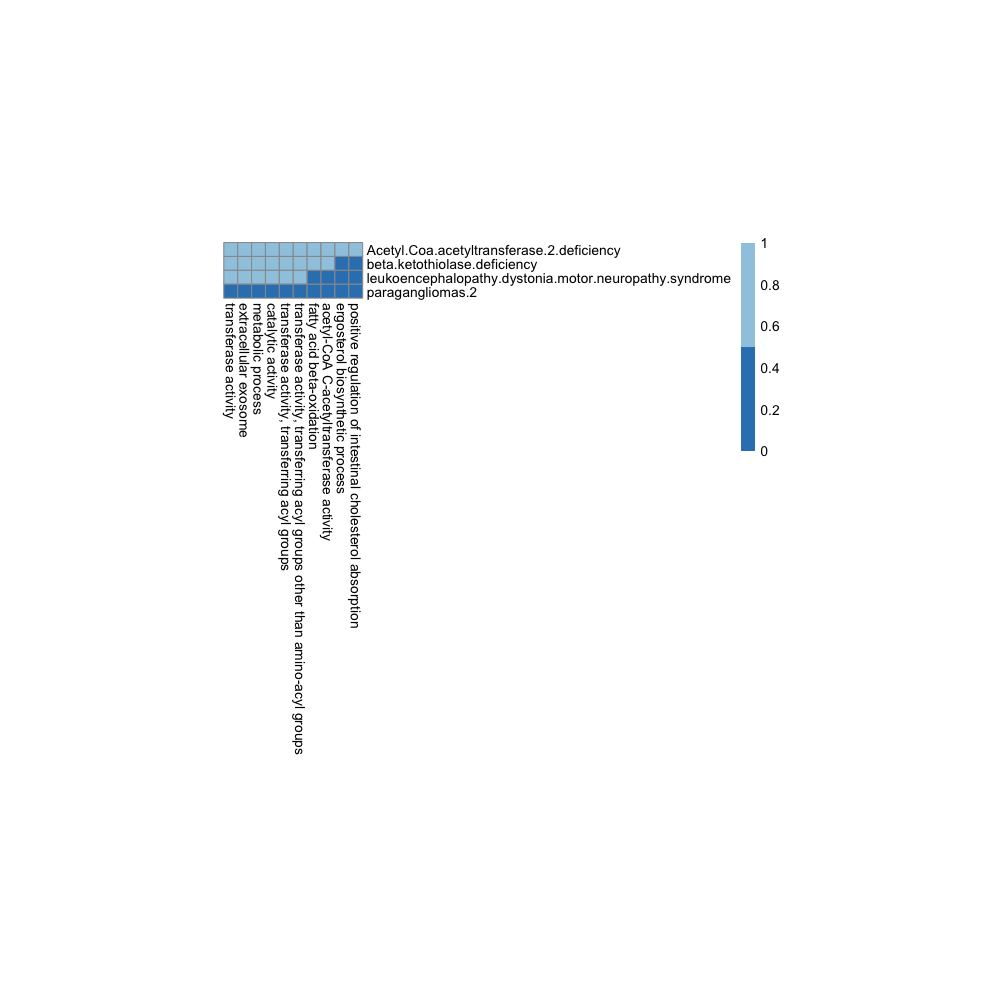 Acetyl.Coa.acetyltransferase.2.deficiency
beta.ketothiolase.deficiency
leukoencephalopathy.dystonia.motor.neuropathy.syndrome
paragangliomas.2
transferase activity
extracellular exosome
metabolic process
catalytic activity
transferase activity, transferring acyl groups
transferase activity, transferring acyl groups other than amino-acyl groups
fatty acid beta-oxidation
acetyl-CoA C-acetyltransferase activity
ergosterol biosynthetic process
positive regulation of intestinal cholesterol absorption
1
0.8
0.6
0.4
0.2
0